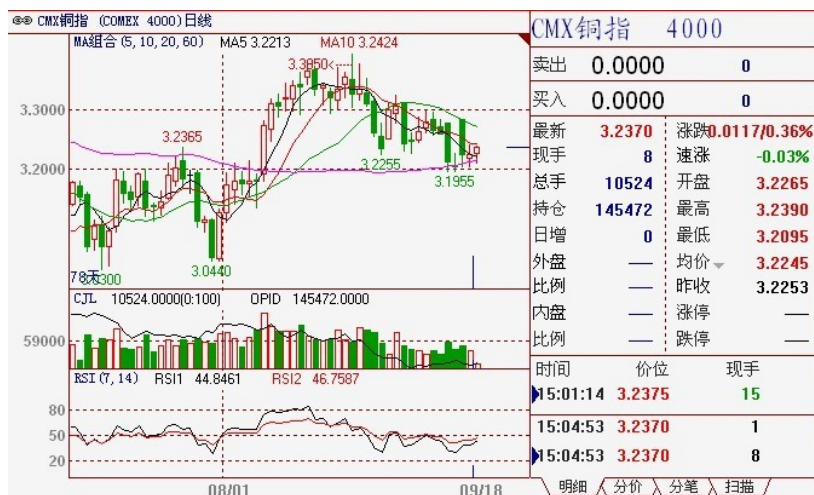 CMX铜指 (COMEX 4000)日线
MA组合(5,10,20,60) MA5 3.2213 MA10 3.2424
3.3850
3.3000
3.2365
3.2000
3.2255
3.1955
3.0440
78天
CJL 10524.0000(0:100) OPID 145472.0000
59000
RSI(7,14) RSI1 44.8461 RSI2 46.7587
80
50
20
08/01 09/18
CMX铜指 4000
卖出 0.0000 0
买入 0.0000 0
最新 3.2370 涨跌0.0117/0.36%
现手 8 速涨 -0.03%
总手 10524 开盘 3.2265
持仓 145472 最高 3.2390
日增 0 最低 3.2095
外盘 — 均价 3.2245
比例 — 昨收 3.2253
内盘 — 涨停 —
比例 — 跌停 —
时间 价位 现手
15:01:14 3.2375 15
15:04:53 3.2370 1
15:04:53 3.2370 8
明细 分价 分笔 扫描